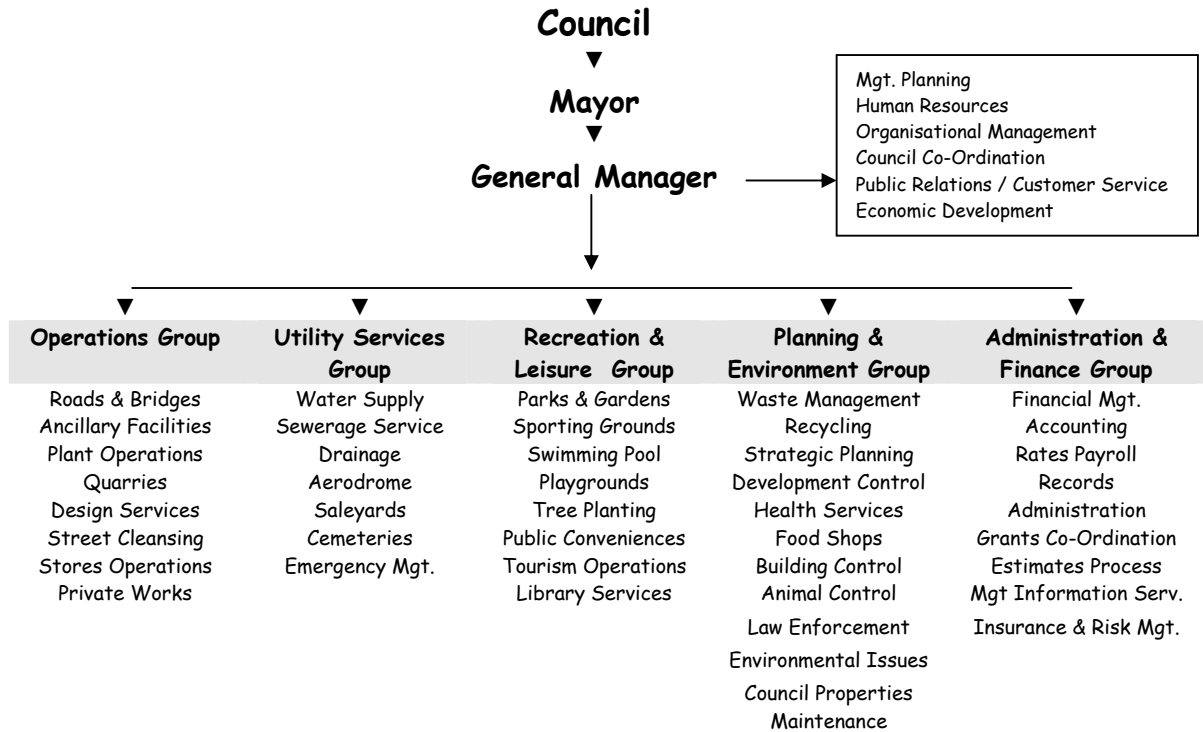 Council
Mayor
General Manager
Mgt. Planning
Human Resources
Organisational Management
Council Co-Ordination
Public Relations / Customer Service
Economic Development
Operations Group
Roads & Bridges
Ancillary Facilities
Plant Operations
Quarries
Design Services
Street Cleansing
Stores Operations
Private Works
Utility Services
Group
Water Supply
Sewerage Service
Drainage
Aerodrome
Saleyards
Cemeteries
Emergency Mgt.
Recreation &
Leisure Group
Parks & Gardens
Sporting Grounds
Swimming Pool
Playgrounds
Tree Planting
Public Conveniences
Tourism Operations
Library Services
Planning &
Environment Group
Waste Management
Recycling
Strategic Planning
Development Control
Health Services
Food Shops
Building Control
Animal Control
Law Enforcement
Environmental Issues
Council Properties
Maintenance
Administration &
Finance Group
Financial Mgt.
Accounting
Rates Payroll
Records
Administration
Grants Co-Ordination
Estimates Process
Mgt Information Serv.
Insurance & Risk Mgt.